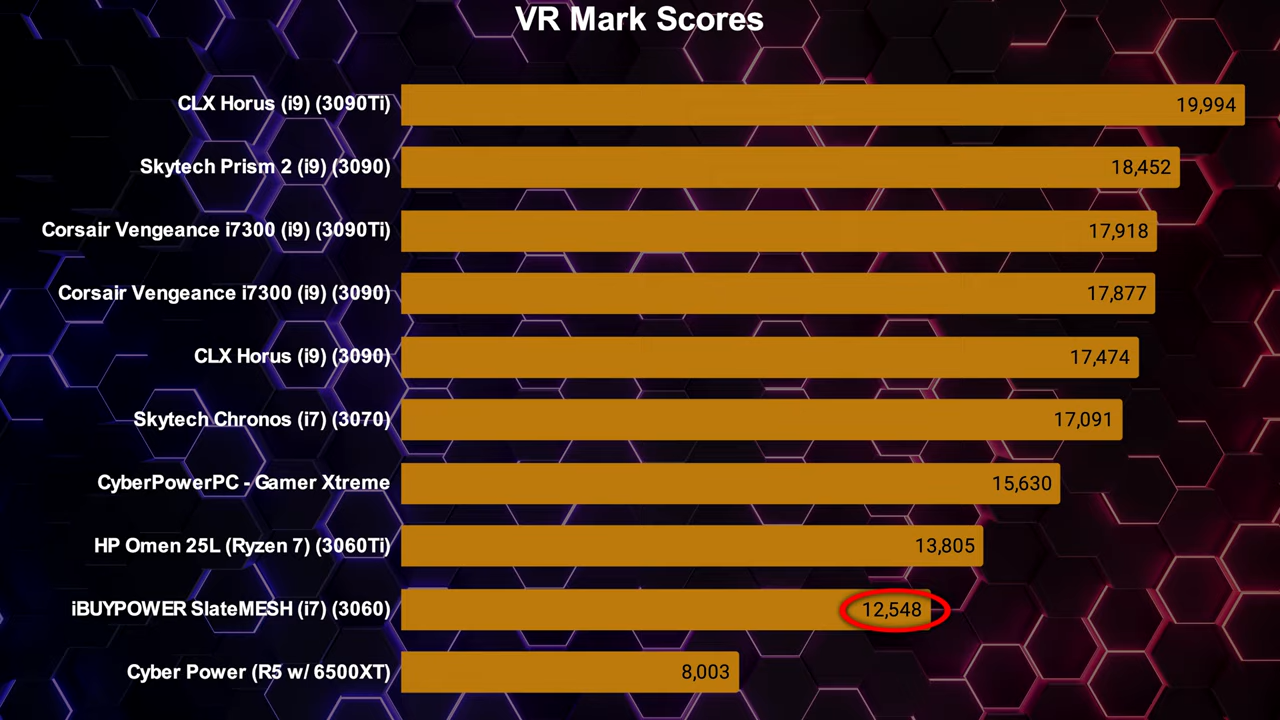 VR Mark Scores
CLX Horus (i9) (3090Ti) 19,994
Skytech Prism 2 (i9) (3090) 18,452
Corsair Vengeance i7300 (i9) (3090Ti) 17,918
Corsair Vengeance i7300 (i9) (3090) 17,877
CLX Horus (i9) (3090) 17,474
Skytech Chronos (i7) (3070) 17,091
CyberPowerPC - Gamer Xtreme 15,630
HP Omen 25L (Ryzen 7) (3060Ti) 13,805
iBUYPOWER SlateMESH (i7) (3060) 12,548
Cyber Power (R5 w/ 6500XT) 8,003